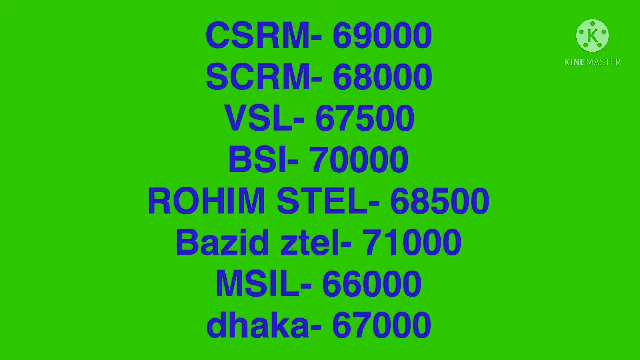 CSRM- 69000
SCRM- 68000
VSL- 67500
BSI- 70000
ROHIM STEL- 68500
Bazid ztel- 71000
MSIL- 66000
dhaka- 67000
K
KINEMASTER